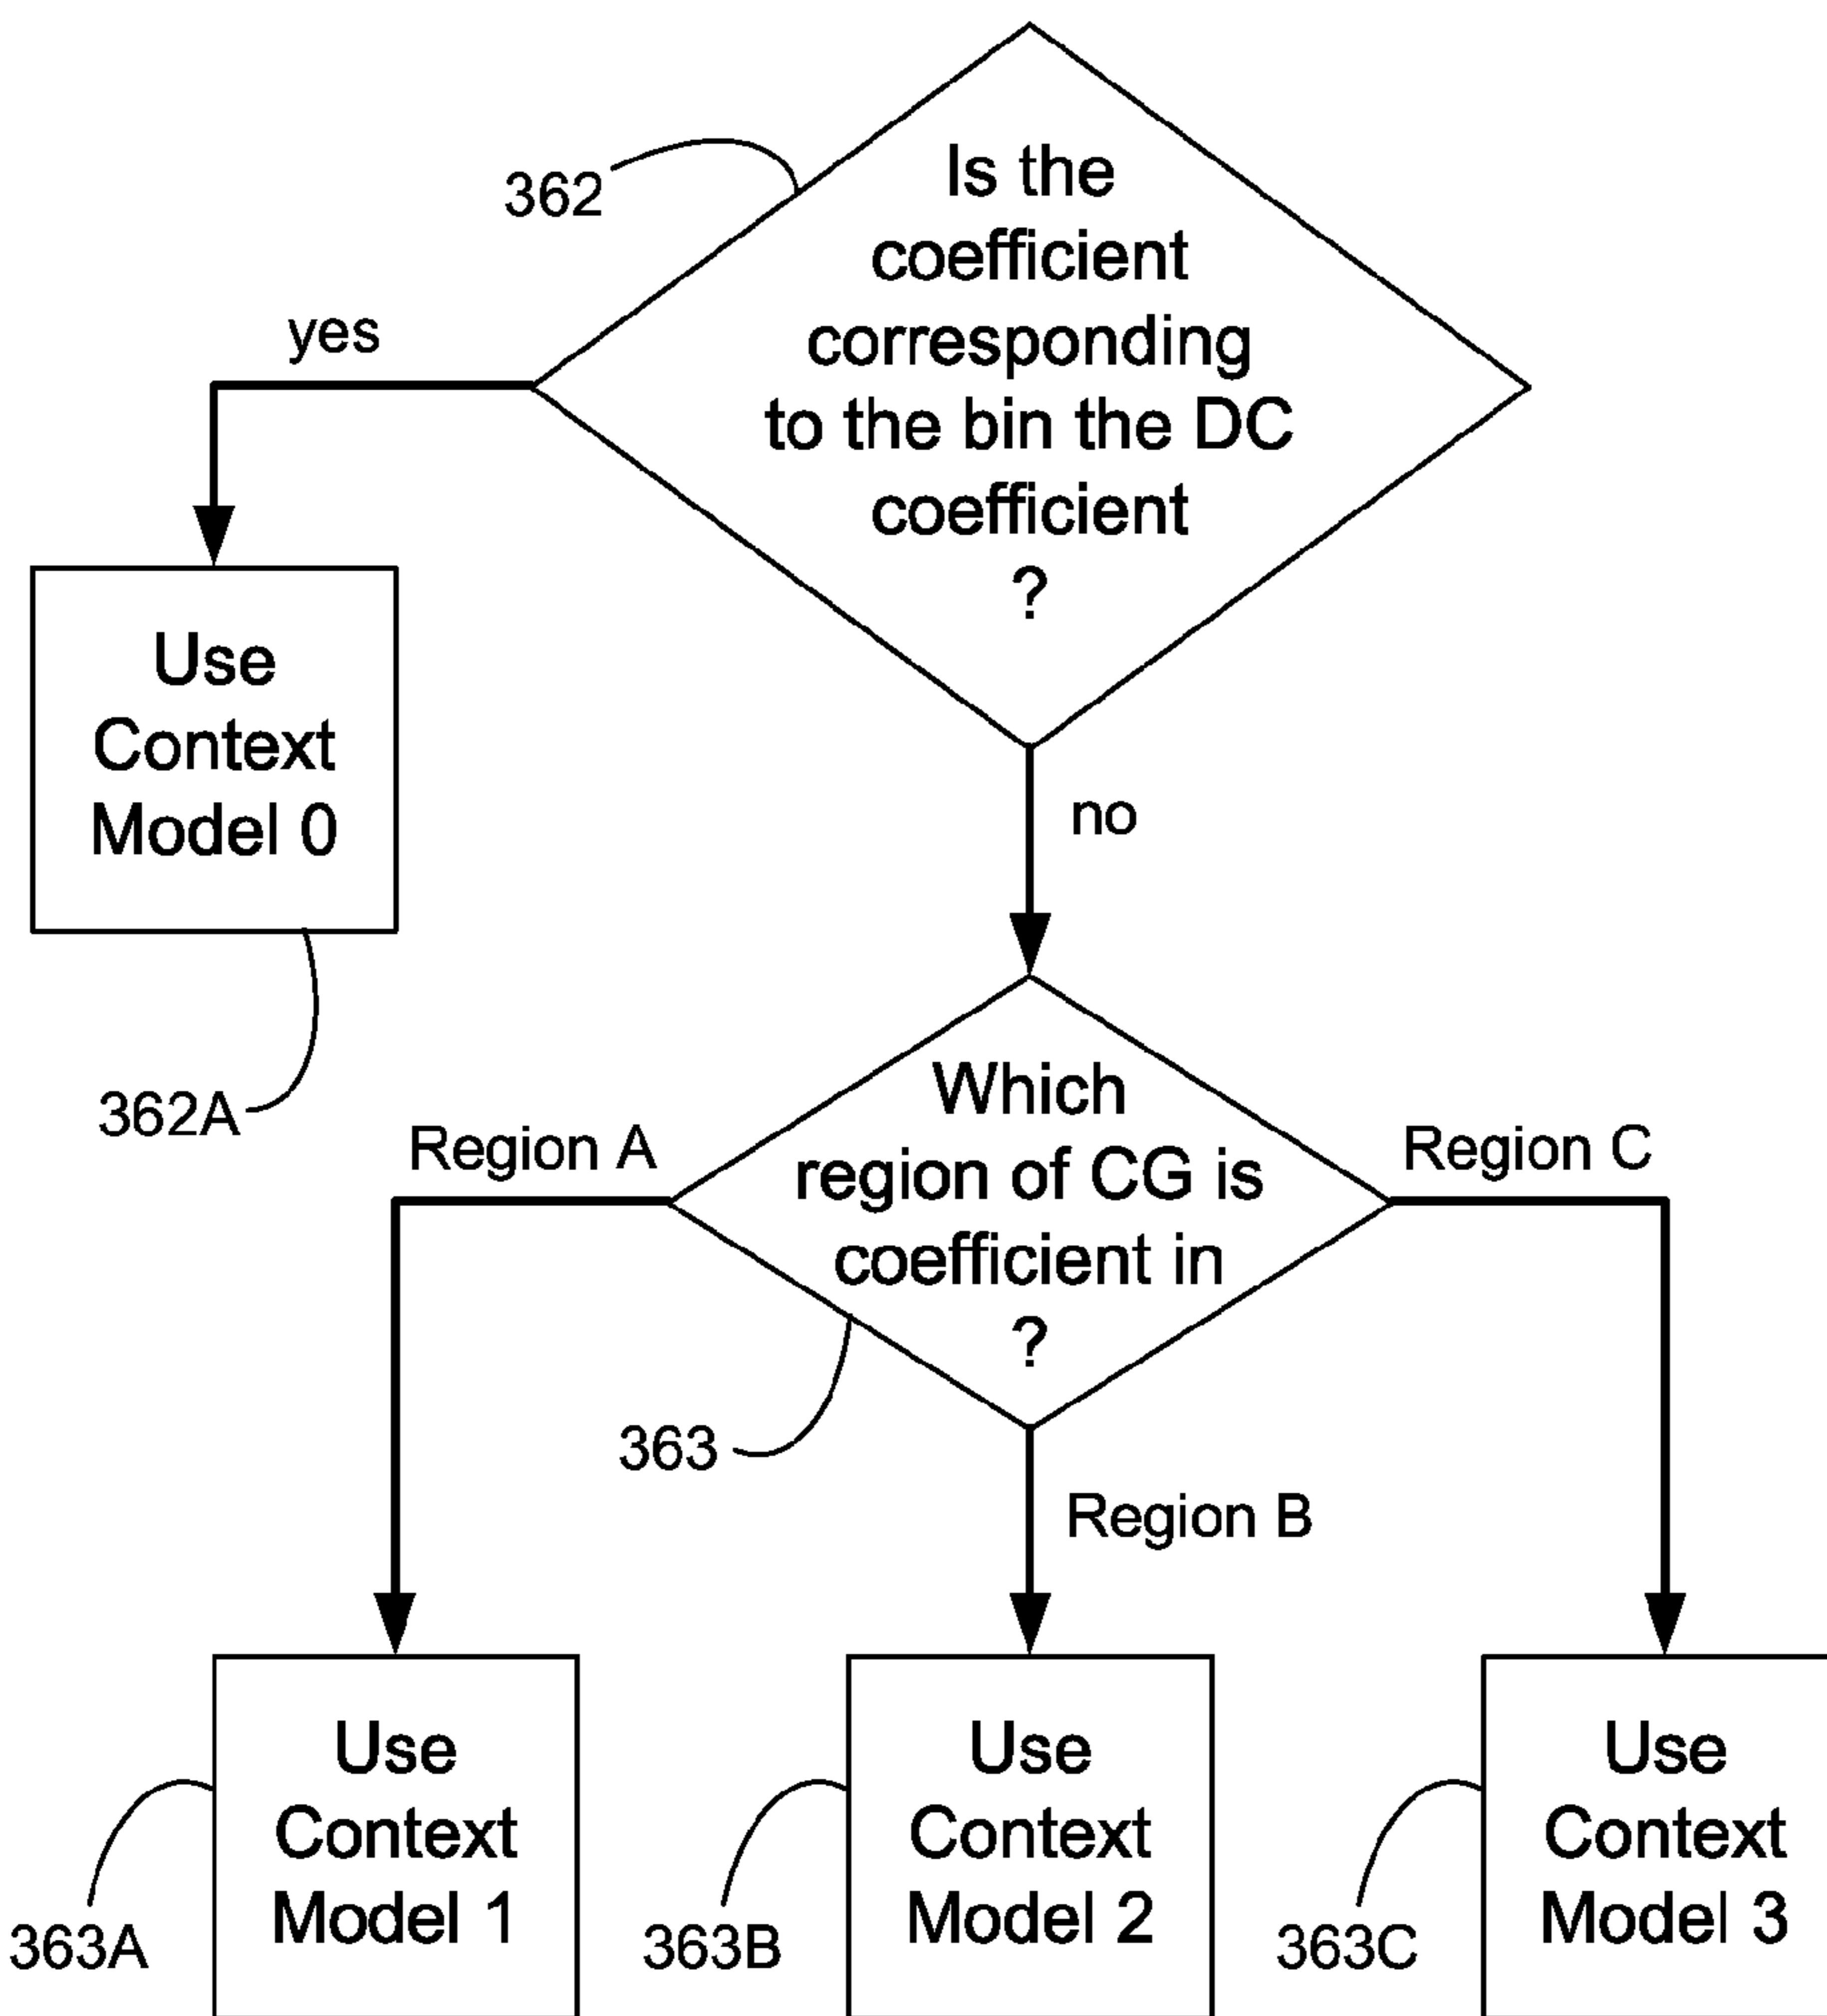 Is the
coefficient
corresponding
to the bin the DC
coefficient
?
362
yes
Use
Context
Model 0
362A
no
Which
region of CG is
coefficient in
?
363
Region A
Region B
Region C
Use
Context
Model 1
363A
Use
Context
Model 2
363B
Use
Context
Model 3
363C